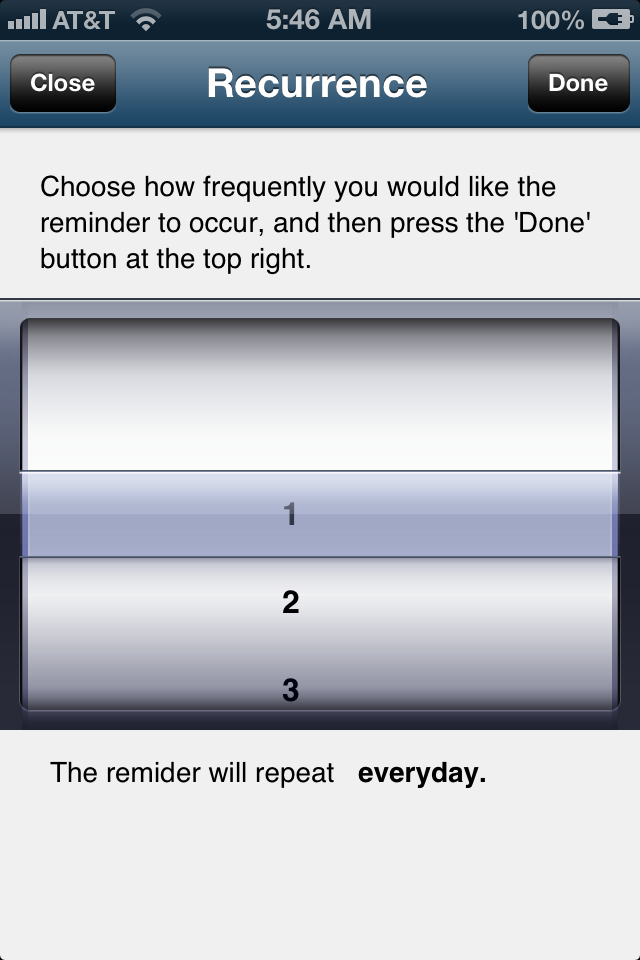 AT&T 5:46 AM 100%
Close Recurrence Done
Choose how frequently you would like the
reminder to occur, and then press the 'Done'
button at the top right.
1
2
3
The remider will repeat everyday.